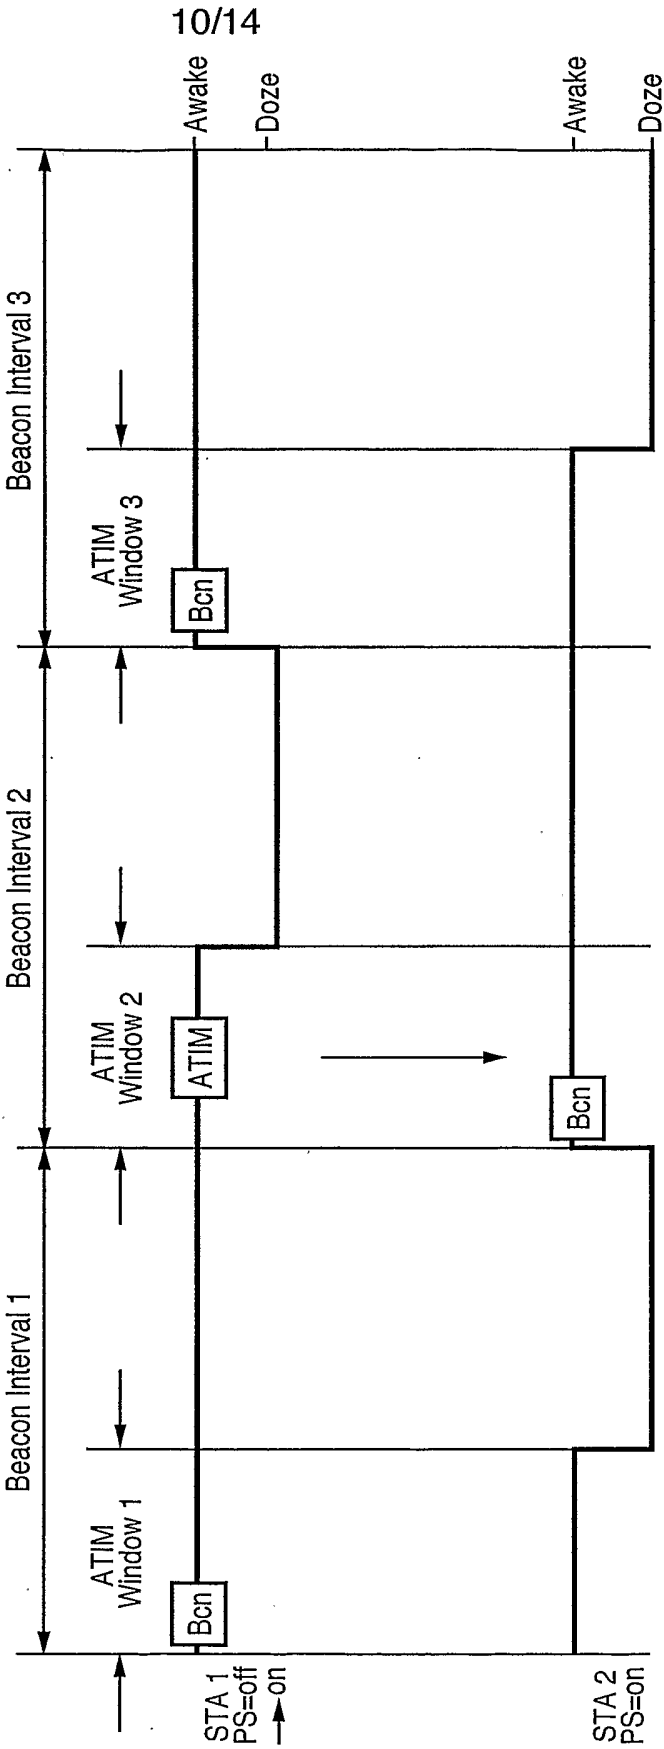 10/14
Beacon Interval 1
Beacon Interval 2
Beacon Interval 3
ATIM
Window 1
ATIM
Window 2
ATIM
Window 3
STA 1
PS=off
→on
Bcn
ATIM
Bcn
Awake
Doze
STA 2
PS=on
Bcn
Awake
Doze